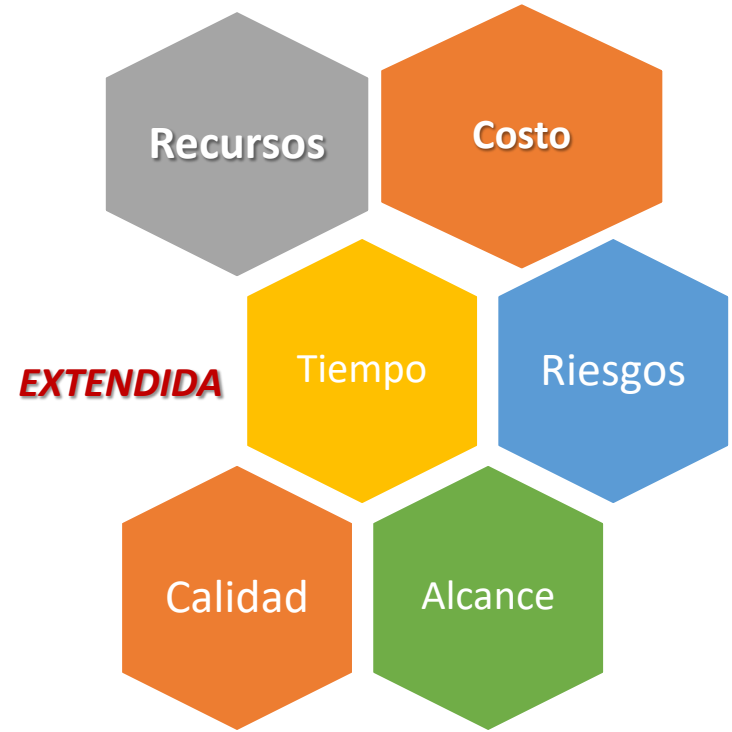 Recursos
Costo
EXTENDIDA
Tiempo
Riesgos
Calidad
Alcance